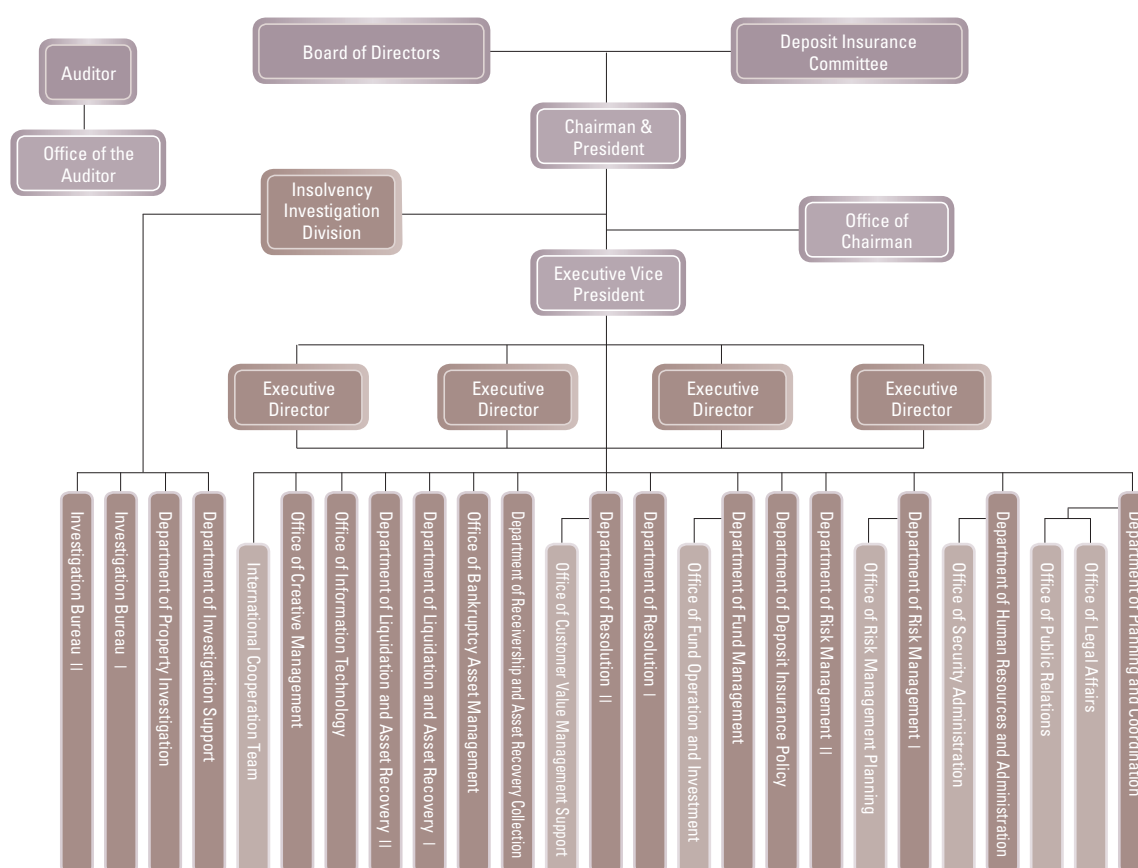 Board of Directors
Deposit Insurance
Committee
Auditor
Chairman &
President
Office of the
Auditor
Insolvency
Investigation
Division
Office of
Chairman
Executive Vice
President
Executive
Director
Executive
Director
Executive
Director
Executive
Director
Investigation Bureau II
Investigation Bureau I
Department of Property Investigation
Department of Investigation Support
International Cooperation Team
Office of Creative Management
Office of Information Technology
Department of Liquidation and Asset Recovery II
Department of Liquidation and Asset Recovery I
Office of Bankruptcy Asset Management
Department of Receivership and Asset Recovery Collection
Office of Customer Value Management Support
Department of Resolution II
Department of Resolution I
Office of Fund Operation and Investment
Department of Fund Management
Department of Deposit Insurance Policy
Department of Risk Management II
Office of Risk Management Planning
Department of Risk Management I
Office of Security Administration
Department of Human Resources and Administration
Office of Public Relations
Office of Legal Affairs
Department of Planning and Coordination